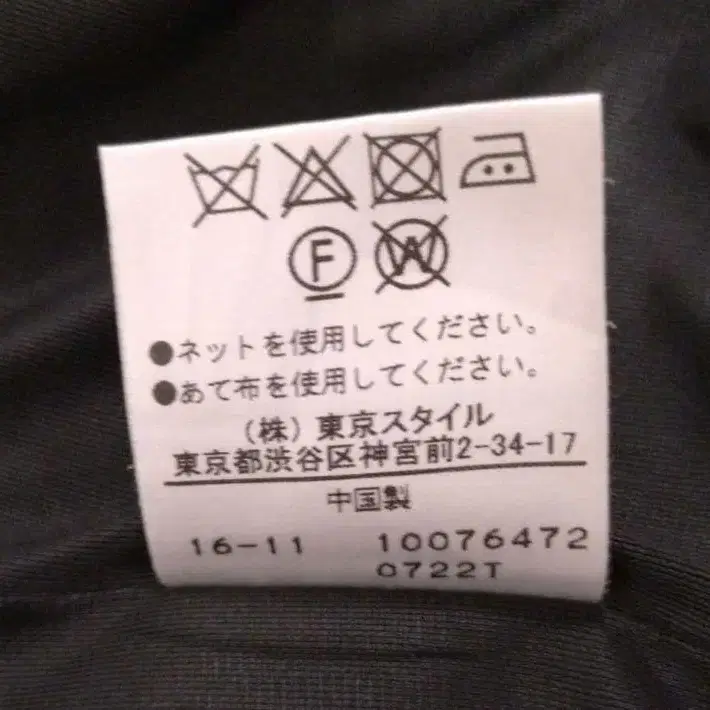 F W
●ネットを使用してください。
●あて布を使用してください。
(株) 東京スタイル
東京都渋谷区神宮前2-34-17
中国製
16-11 10076472
0722T